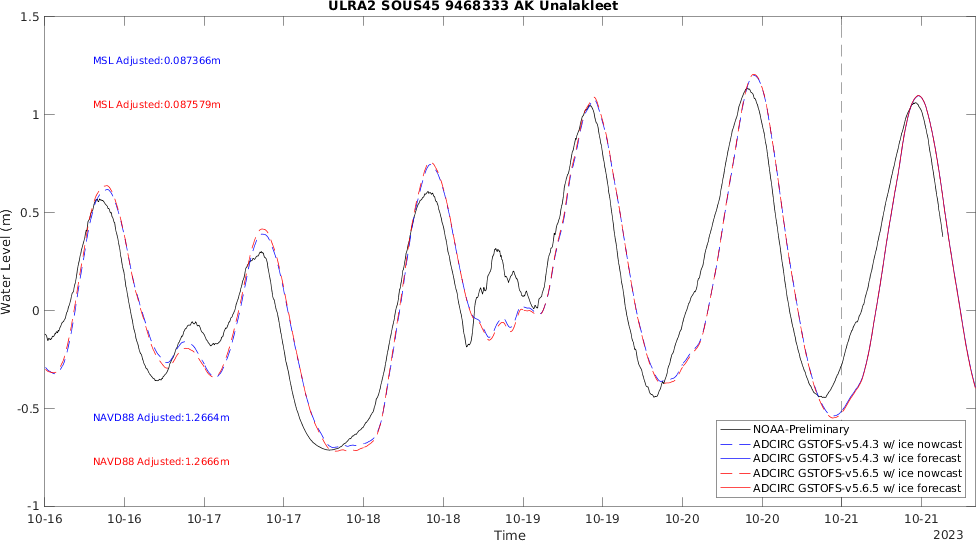 ULRA2 SOUS45 9468333 AK Unalakleet
1.5
MSL Adjusted:0.087366m
MSL Adjusted:0.087579m
1
0.5
Water Level (m)
0
-0.5
NAVD88 Adjusted:1.2664m
NAVD88 Adjusted:1.2666m
NOAA-Preliminary
ADCIRC GSTOFS-v5.4.3 w/ ice nowcast
ADCIRC GSTOFS-v5.4.3 w/ ice forecast
ADCIRC GSTOFS-v5.6.5 w/ ice nowcast
ADCIRC GSTOFS-v5.6.5 w/ ice forecast
-1
10-16 10-16 10-17 10-17 10-18 10-18 10-19 10-19 10-20 10-20 10-21 10-21
Time
2023